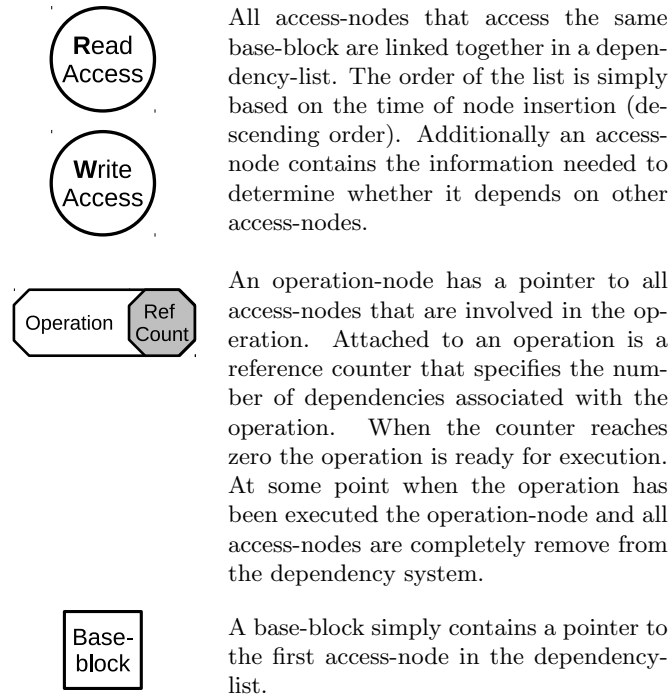 Read
Access
All access-nodes that access the same
base-block are linked together in a depen-
dency-list. The order of the list is simply
based on the time of node insertion (de-
scending order). Additionally an access-
node contains the information needed to
determine whether it depends on other
access-nodes.
Write
Access
Operation
Ref
Count
An operation-node has a pointer to all
access-nodes that are involved in the op-
eration. Attached to an operation is a
reference counter that specifies the num-
ber of dependencies associated with the
operation. When the counter reaches
zero the operation is ready for execution.
At some point when the operation has
been executed the operation-node and all
access-nodes are completely remove from
the dependency system.
Base-
block
A base-block simply contains a pointer to
the first access-node in the dependency-
list.